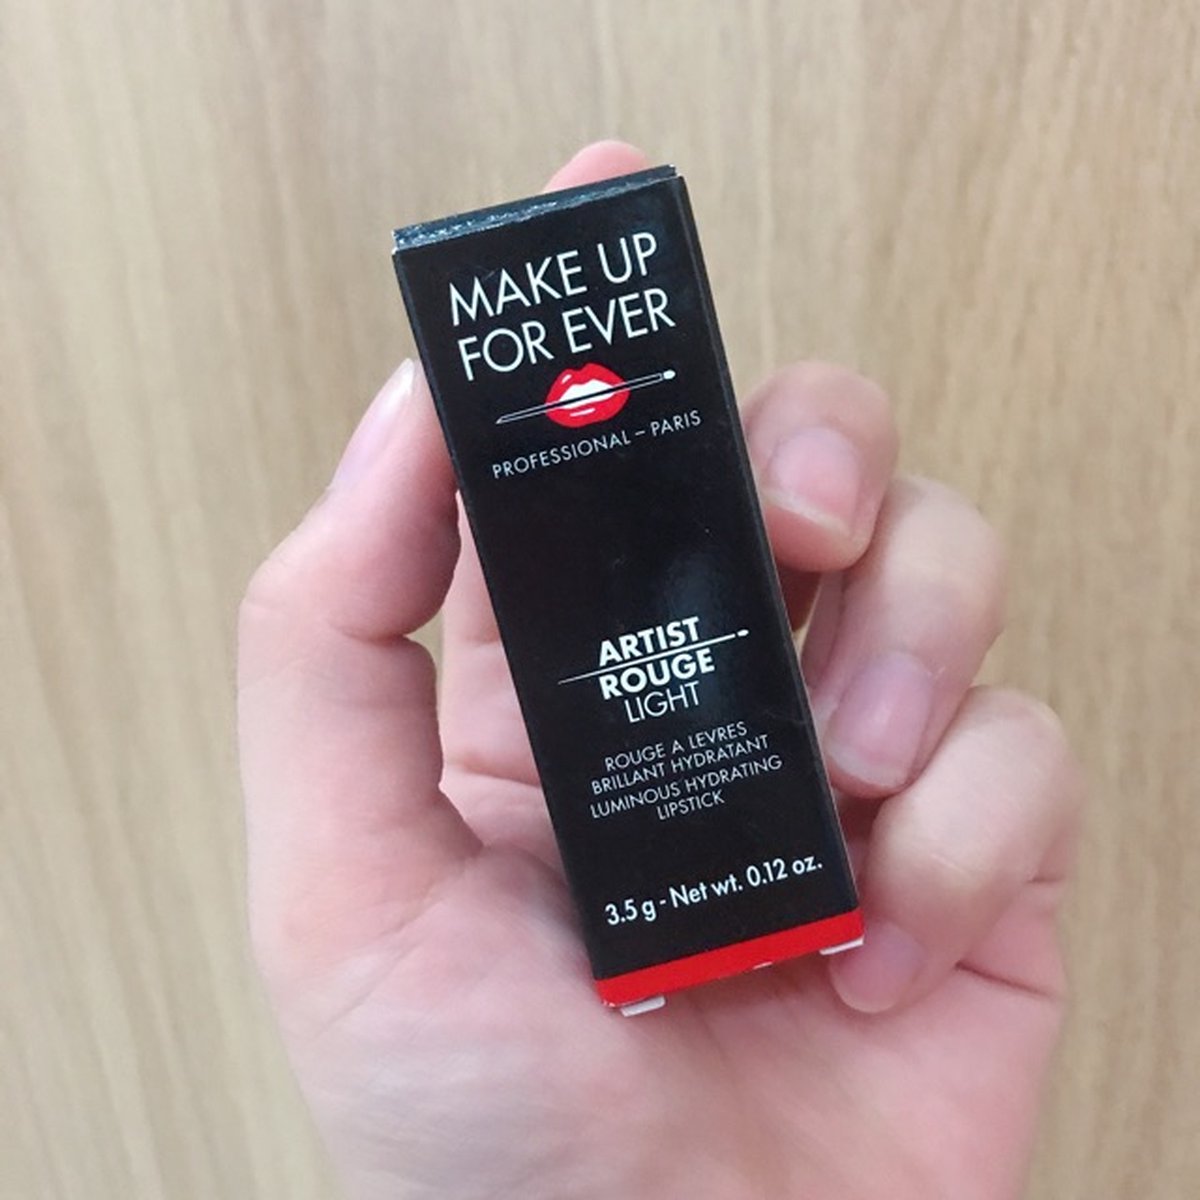 MAKE UP
FOR EVER
PROFESSIONAL – PARIS
ARTIST
ROUGE
LIGHT
ROUGE A LEVRES
BRILLANT HYDRATANT
LUMINOUS HYDRATING
LIPSTICK
3.5 g - Net wt. 0.12 oz.